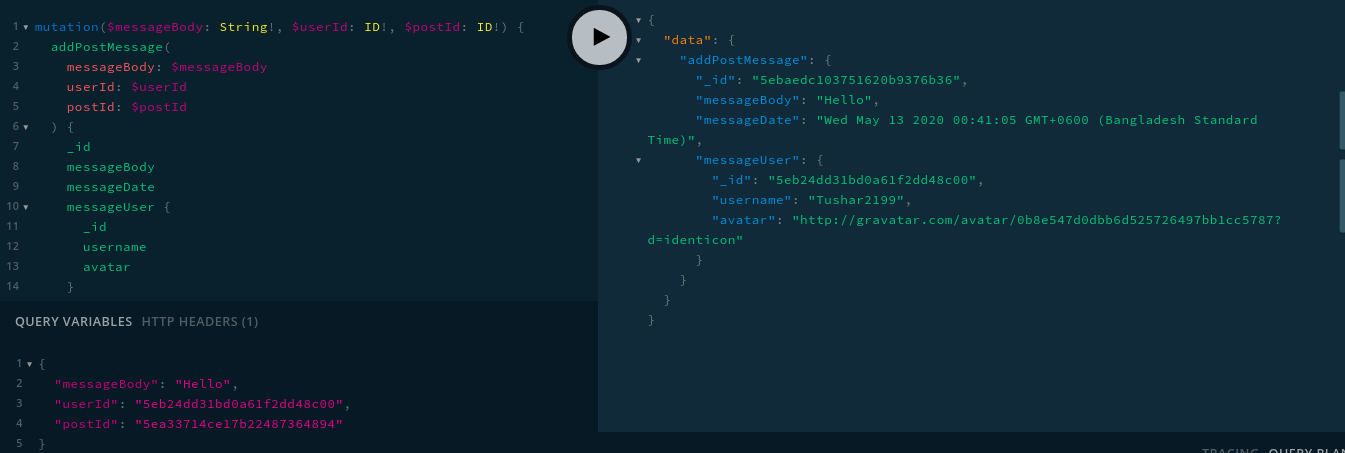 1 mutation($messageBody: String!, $userId: ID!, $postId: ID!) {
2 addPostMessage(
3 messageBody: $messageBody
4 userId: $userId
5 postId: $postId
6 ) {
7 _id
8 messageBody
9 messageDate
10 messageUser {
11 _id
12 username
13 avatar
14 }
QUERY VARIABLES HTTP HEADERS (1)
1 {
2 "messageBody": "Hello",
3 "userId": "5eb24dd31bd0a61f2dd48c00",
4 "postId": "5ea33714ce17b22487364894"
5 }
{
"data": {
"addPostMessage": {
"_id": "5ebaedc103751620b9376b36",
"messageBody": "Hello",
"messageDate": "Wed May 13 2020 00:41:05 GMT+0600 (Bangladesh Standard
Time)",
"messageUser": {
"_id": "5eb24dd31bd0a61f2dd48c00",
"username": "Tushar2199",
"avatar": "http://gravatar.com/avatar/0b8e547d0dbb6d525726497bb1cc5787?
d=identicon"
}
}
}
}
TRACING QUERY PLAN